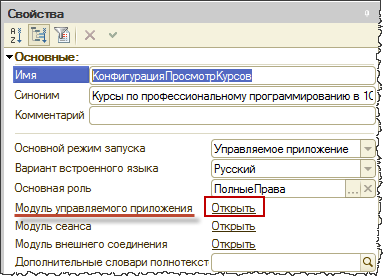 Свойства
Основные:
Имя КонфигурацияПросмотрКурсов
Синоним Курсы по профессиональному программированию в 1С
Комментарий
Основной режим запуска Управляемое приложение
Вариант встроенного языка Русский
Основная роль ПолныеПрава ... ×
Модуль управляемого приложения Открыть
Модуль сеанса Открыть
Модуль внешнего соединения Открыть
Дополнительные словари полнотекст